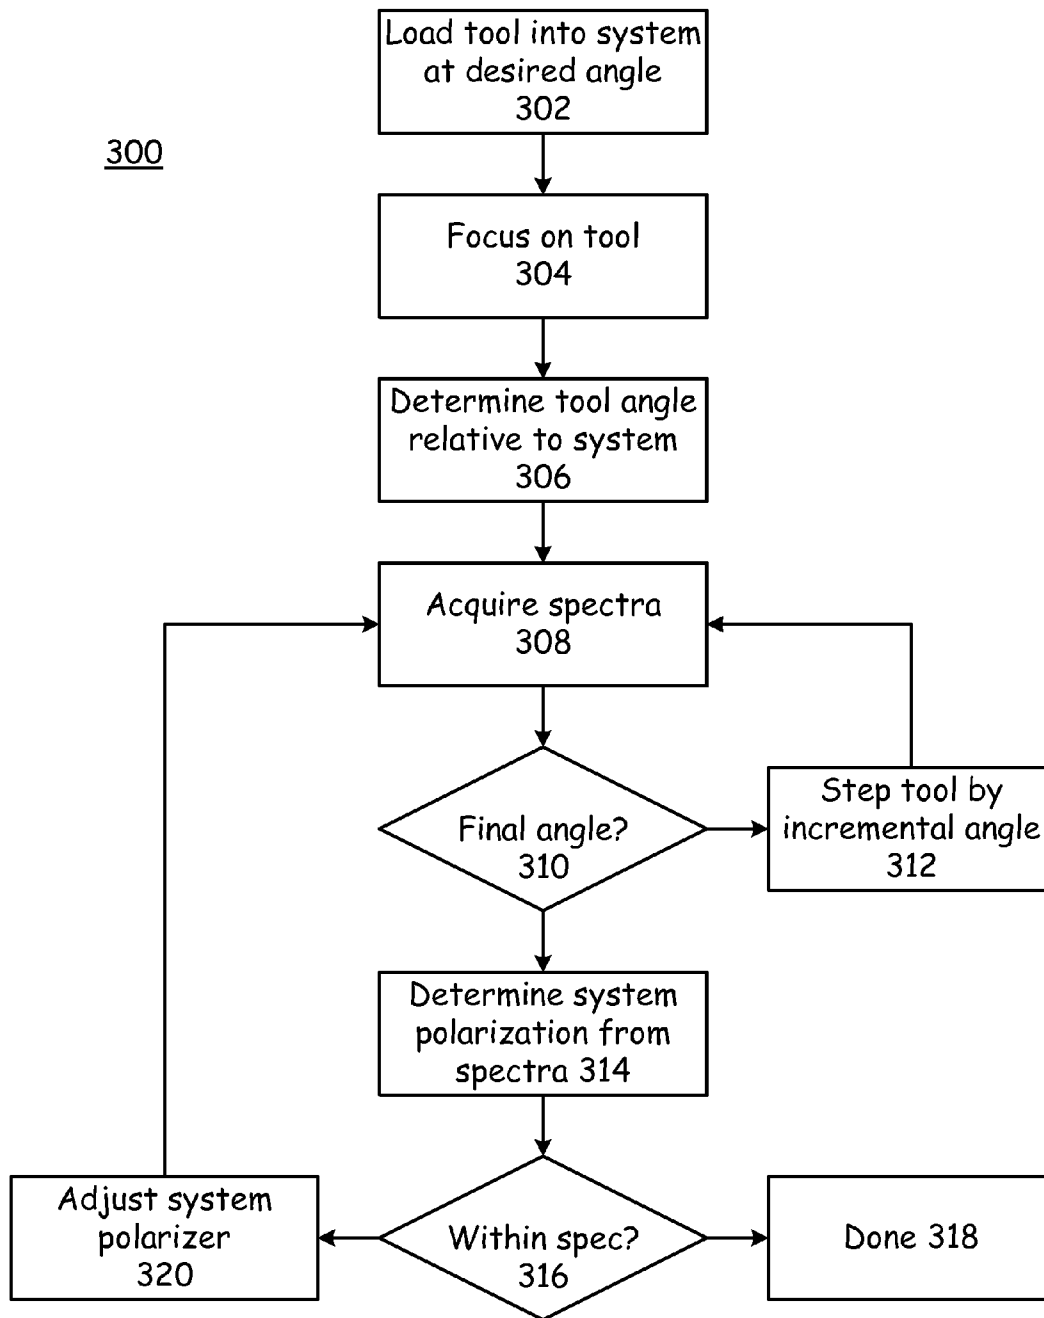 Load tool into system
at desired angle
302
300
Focus on tool
304
Determine tool angle
relative to system
306
Acquire spectra
308
Final angle?
310
Step tool by
incremental angle
312
Determine system
polarization from
spectra 314
Adjust system
polarizer
320
Within spec?
316
Done 318